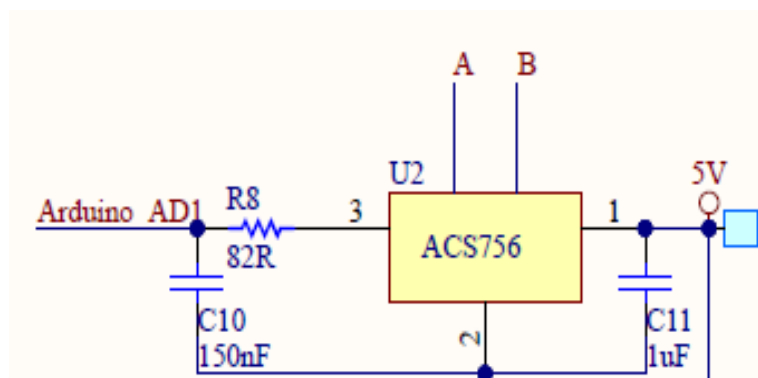 A B
U2
5V
Arduino AD1
R8
3
1
82R
ACS756
C10
150nF
2
C11
1uF